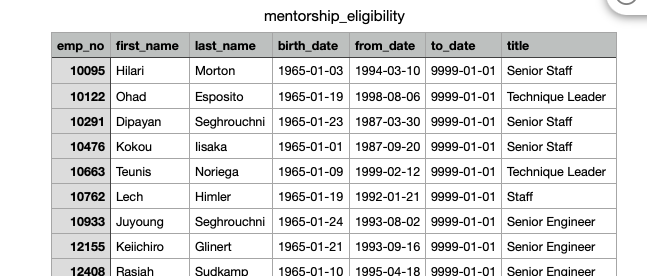 mentorship_eligibility
emp_no first_name last_name birth_date from_date to_date title
10095 Hilari Morton 1965-01-03 1994-03-10 9999-01-01 Senior Staff
10122 Ohad Esposito 1965-01-19 1998-08-06 9999-01-01 Technique Leader
10291 Dipayan Seghrouchni 1965-01-23 1987-03-30 9999-01-01 Senior Staff
10476 Kokou Iisaka 1965-01-01 1987-09-20 9999-01-01 Senior Staff
10663 Teunis Noriega 1965-01-09 1999-02-12 9999-01-01 Technique Leader
10762 Lech Himler 1965-01-19 1992-01-21 9999-01-01 Staff
10933 Juyoung Seghrouchni 1965-01-24 1993-08-02 9999-01-01 Senior Engineer
12155 Keiichiro Glinert 1965-01-21 1993-09-16 9999-01-01 Senior Engineer
12408 Rasiah Sudkamp 1965-01-10 1995-04-18 9999-01-01 Senior Engineer